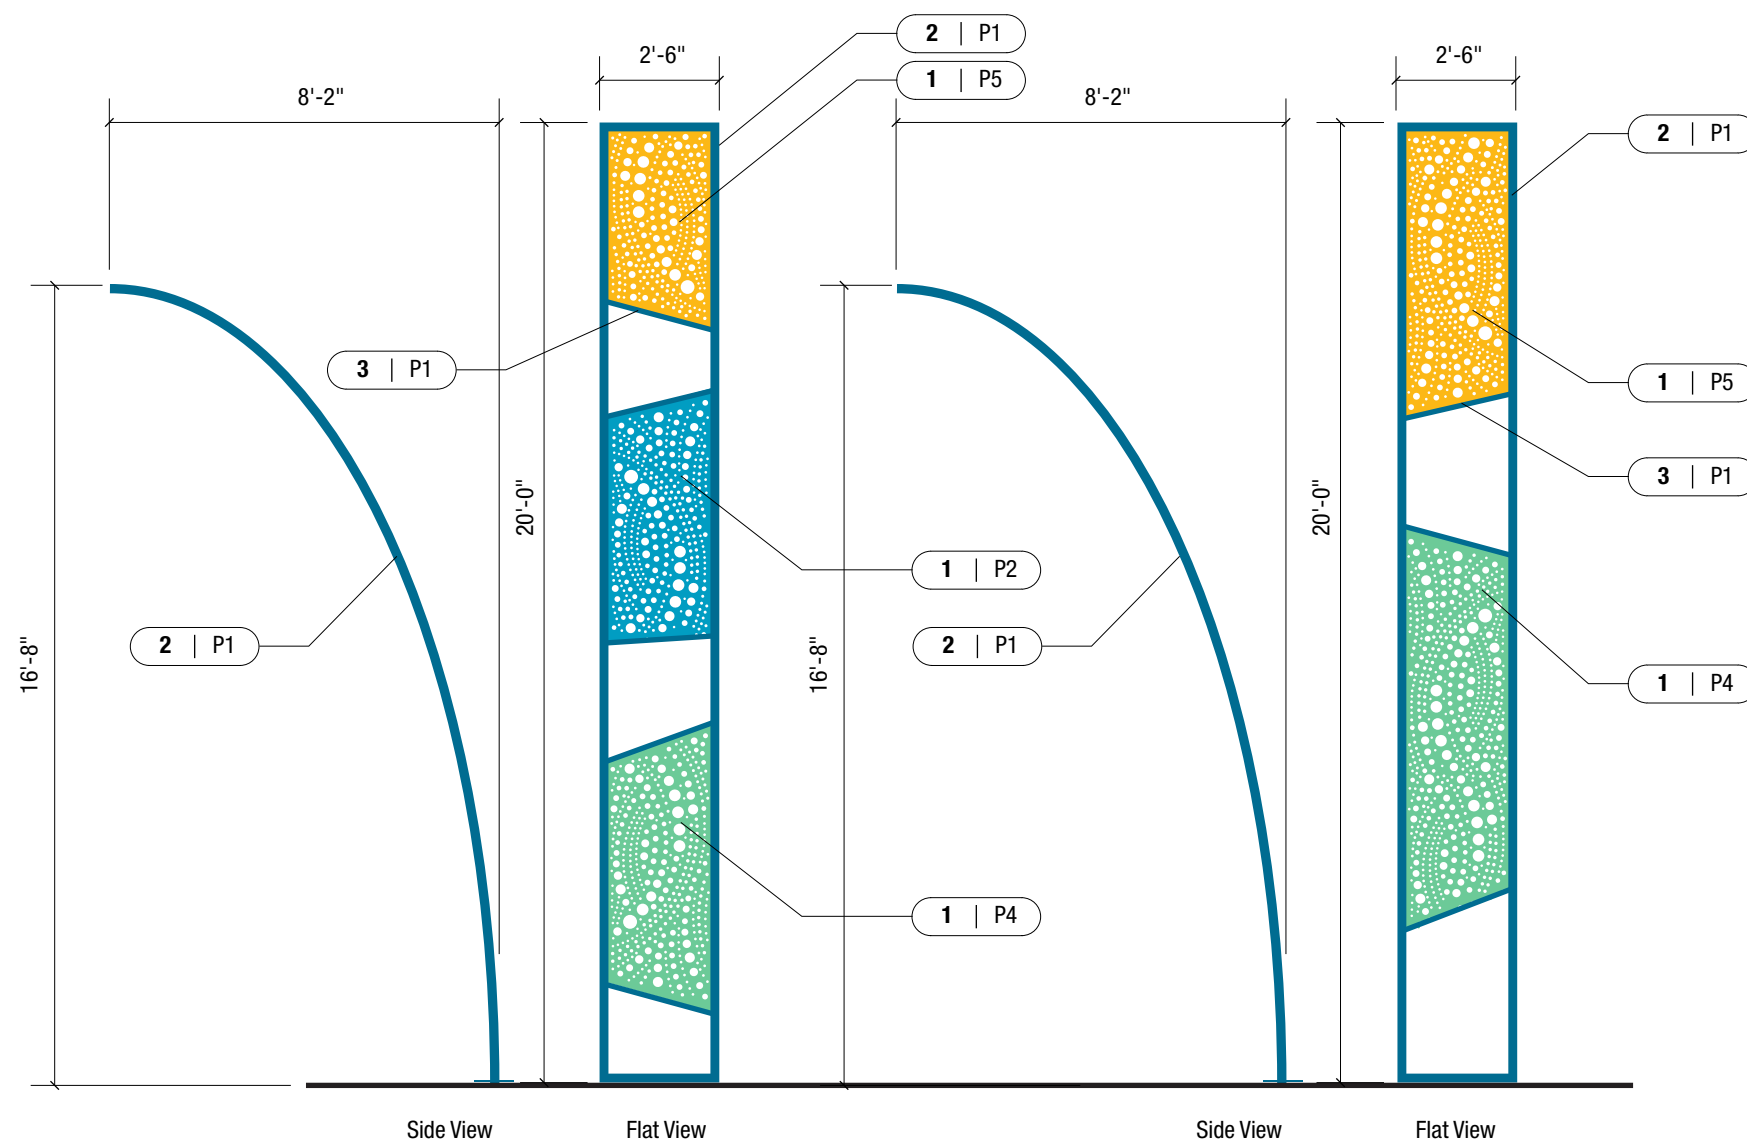 2 | P1
2'-6"
2'-6"
1 | P5
8'-2"
8'-2"
2 | P1
3 | P1
1 | P5
3 | P1
20'-0"
20'-0"
1 | P2
2 | P1
2 | P1
16'-8"
16'-8"
1 | P4
1 | P4
Side View
Flat View
Side View
Flat View